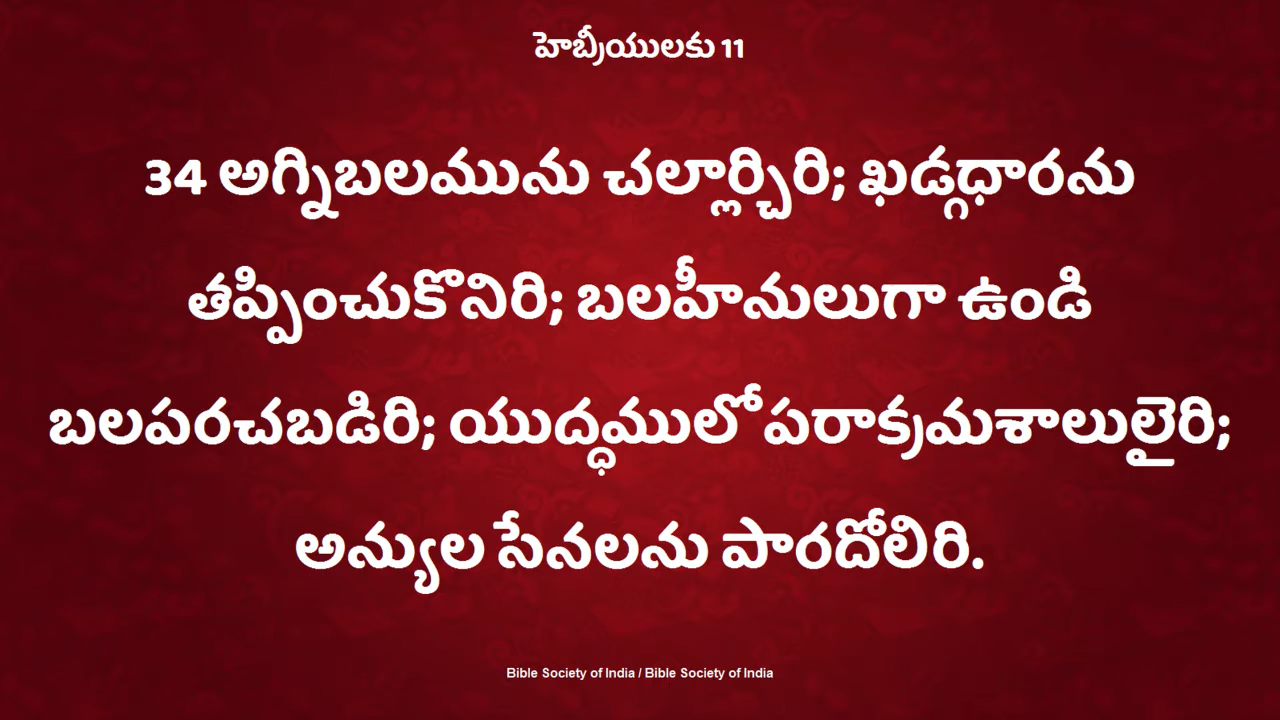 హెబ్రీయులకు 11
34 అగ్నిబలమును చల్లార్చిరి; ఖడ్గధారను
తప్పించుకొనిరి; బలహీనులుగా ఉండి
బలపరచబడిరి; యుద్ధములో పరాక్రమశాలులైరి;
అన్యుల సేనలను పారదోలిరి.
Bible Society of India / Bible Society of India